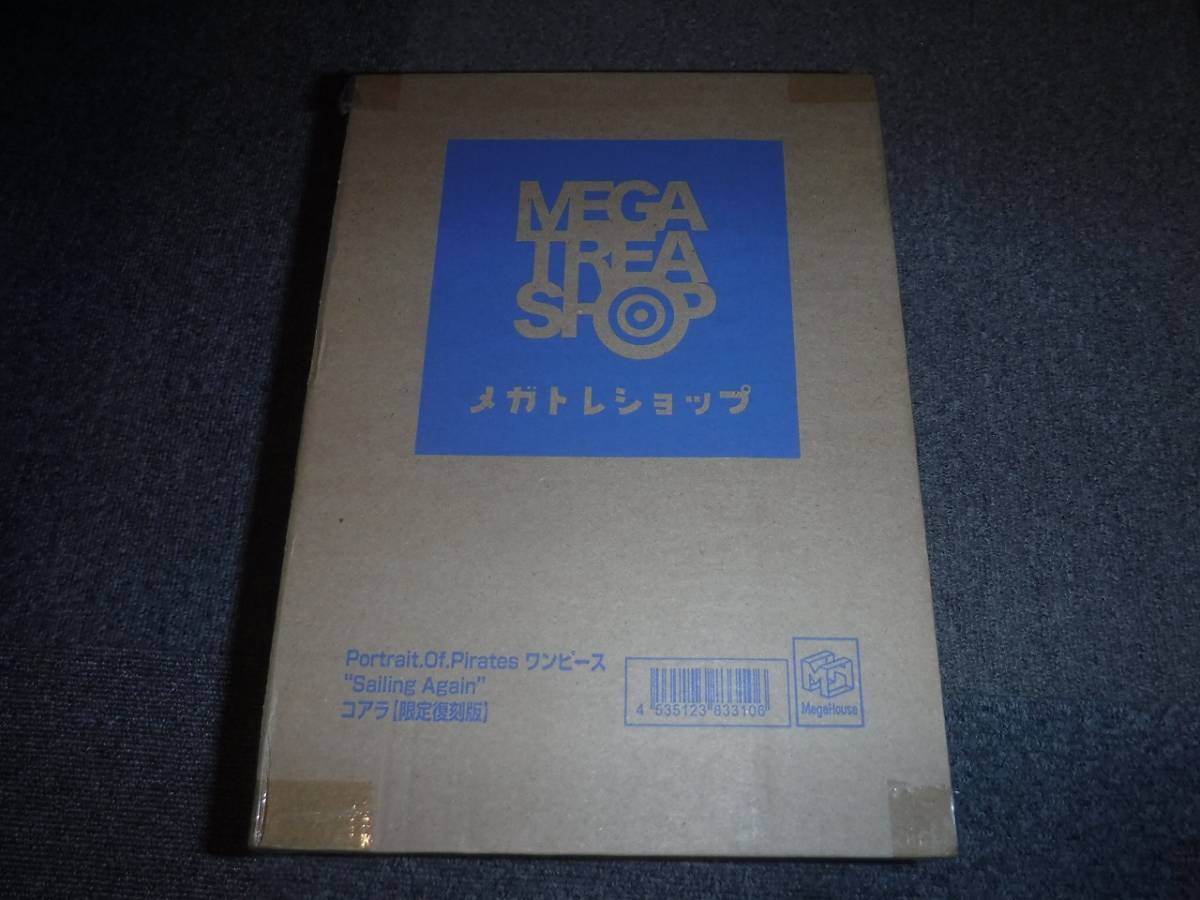 MEGA
TREA
SHOP
メガトレショップ
Portrait.Of.Pirates ワンピース
"Sailing Again"
コアラ【限定復刻版】
4 535123 833106
MegaHouse